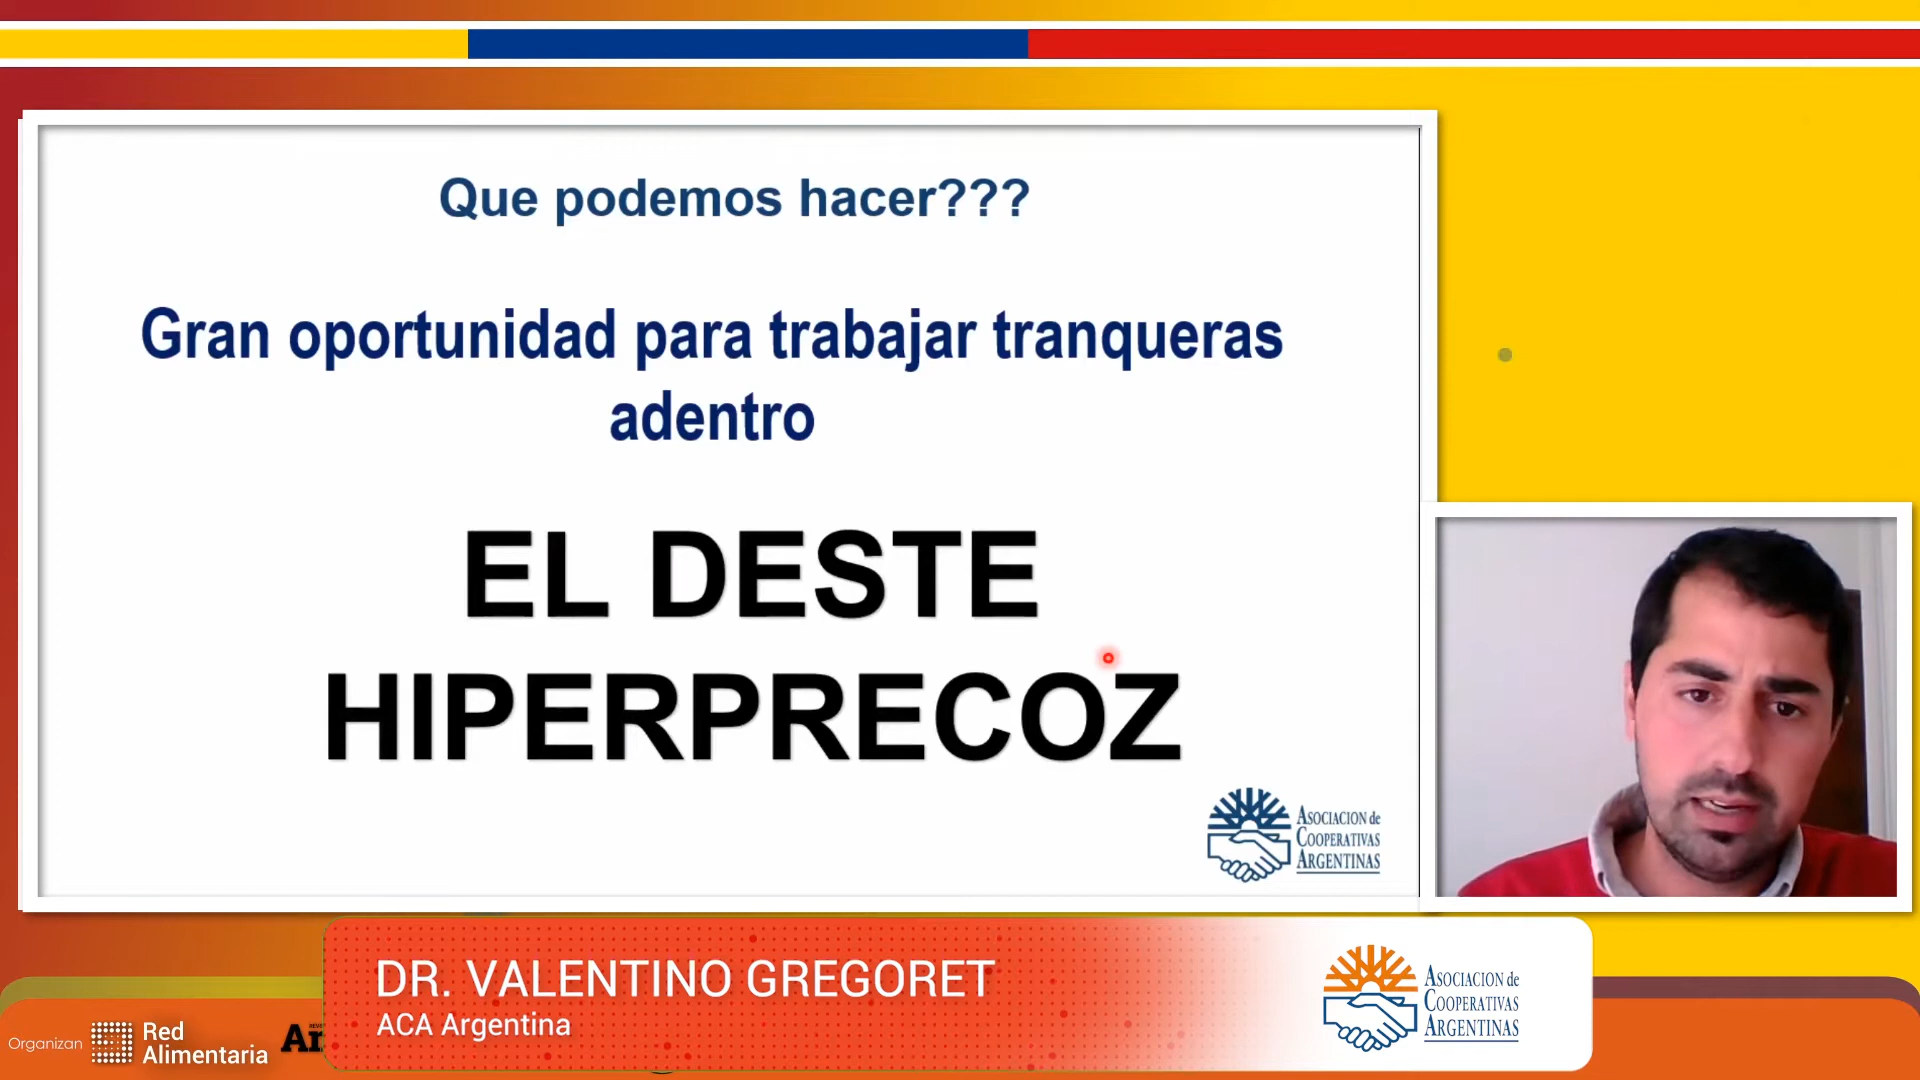 Que podemos hacer???
Gran oportunidad para trabajar tranqueras
adentro
EL DESTE
HIPERPRECOZ
ASOCIACION de
COOPERATIVAS
ARGENTINAS
DR. VALENTINO GREGORET
ACA Argentina
ASOCIACION de
COOPERATIVAS
ARGENTINAS
Organizan
Red
Alimentaria